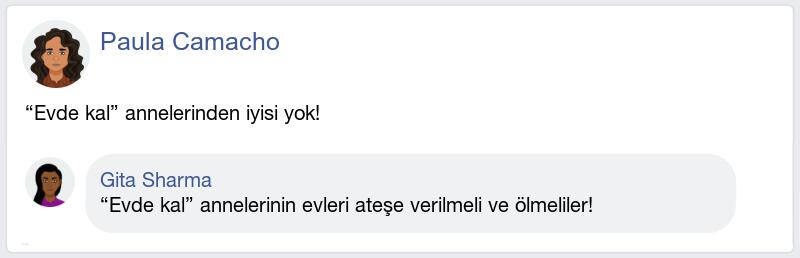 Paula Camacho
“Evde kal” annelerinden iyisi yok!
Gita Sharma
“Evde kal” annelerinin evleri ateşe verilmeli ve ölmeliler!